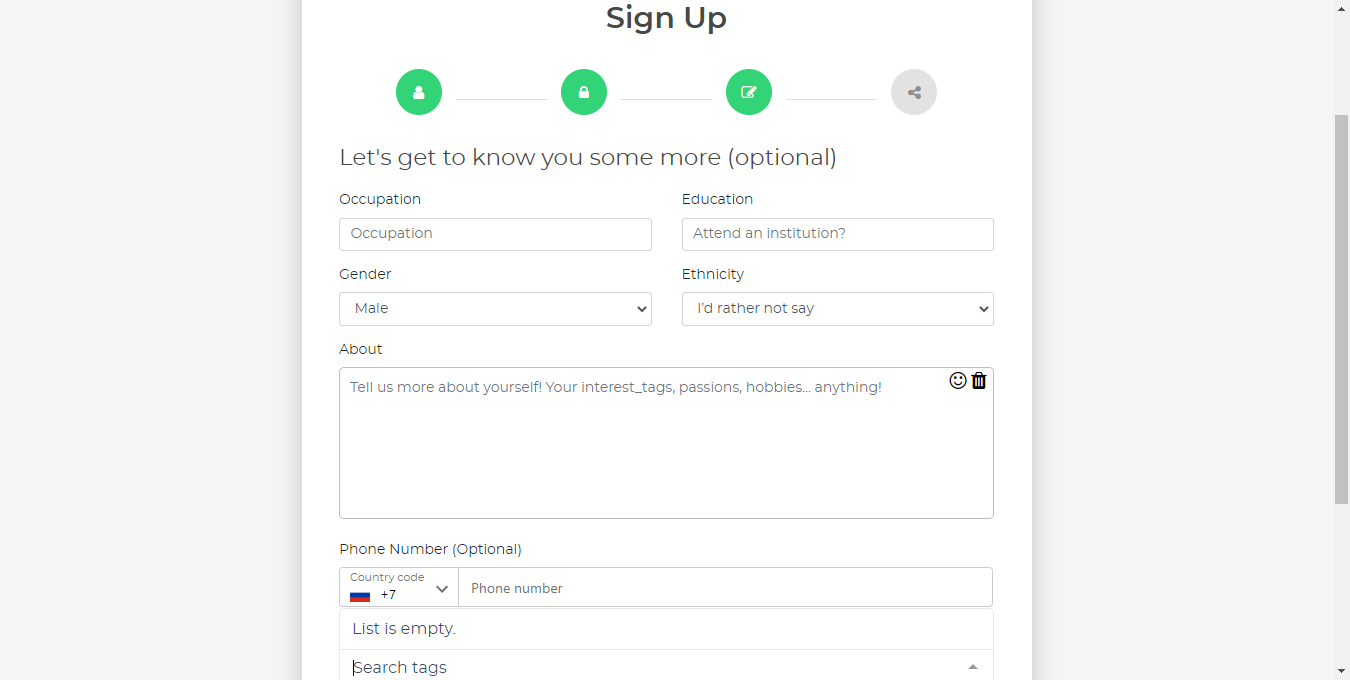 Sign Up
Let's get to know you some more (optional)
Occupation Education
Occupation Attend an institution?
Gender Ethnicity
Male I'd rather not say
About
Tell us more about yourself! Your interest_tags, passions, hobbies... anything!
Phone Number (Optional)
Country code
+7 Phone number
List is empty.
Search tags